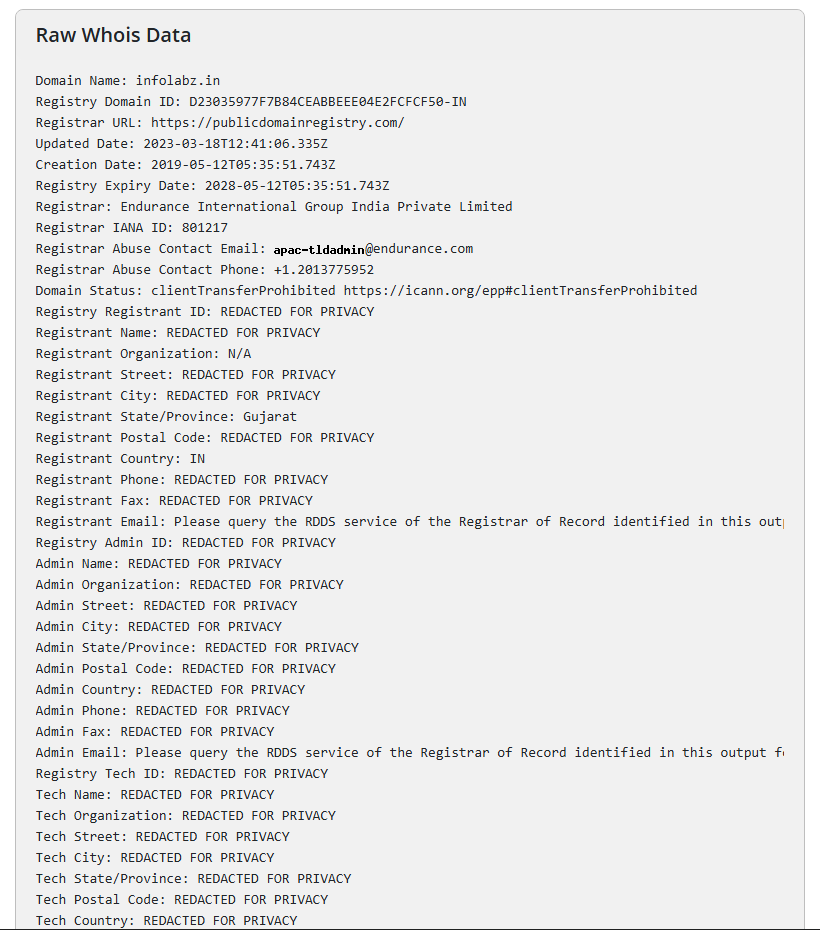 Raw Whois Data
Domain Name: infolabz.in
Registry Domain ID: D23035977F7B84CEABBEEE04E2FCFCF50-IN
Registrar URL: https://publicdomainregistry.com/
Updated Date: 2023-03-18T12:41:06.335Z
Creation Date: 2019-05-12T05:35:51.743Z
Registry Expiry Date: 2028-05-12T05:35:51.743Z
Registrar: Endurance International Group India Private Limited
Registrar IANA ID: 801217
Registrar Abuse Contact Email: apac-tldadmin@endurance.com
Registrar Abuse Contact Phone: +1.2013775952
Domain Status: clientTransferProhibited https://icann.org/epp#clientTransferProhibited
Registry Registrant ID: REDACTED FOR PRIVACY
Registrant Name: REDACTED FOR PRIVACY
Registrant Organization: N/A
Registrant Street: REDACTED FOR PRIVACY
Registrant City: REDACTED FOR PRIVACY
Registrant State/Province: Gujarat
Registrant Postal Code: REDACTED FOR PRIVACY
Registrant Country: IN
Registrant Phone: REDACTED FOR PRIVACY
Registrant Fax: REDACTED FOR PRIVACY
Registrant Email: Please query the RDDS service of the Registrar of Record identified in this
Registry Admin ID: REDACTED FOR PRIVACY
Admin Name: REDACTED FOR PRIVACY
Admin Organization: REDACTED FOR PRIVACY
Admin Street: REDACTED FOR PRIVACY
Admin City: REDACTED FOR PRIVACY
Admin State/Province: REDACTED FOR PRIVACY
Admin Postal Code: REDACTED FOR PRIVACY
Admin Country: REDACTED FOR PRIVACY
Admin Phone: REDACTED FOR PRIVACY
Admin Fax: REDACTED FOR PRIVACY
Admin Email: Please query the RDDS service of the Registrar of Record identified in this output
Registry Tech ID: REDACTED FOR PRIVACY
Tech Name: REDACTED FOR PRIVACY
Tech Organization: REDACTED FOR PRIVACY
Tech Street: REDACTED FOR PRIVACY
Tech City: REDACTED FOR PRIVACY
Tech State/Province: REDACTED FOR PRIVACY
Tech Postal Code: REDACTED FOR PRIVACY
Tech Country: REDACTED FOR PRIVACY